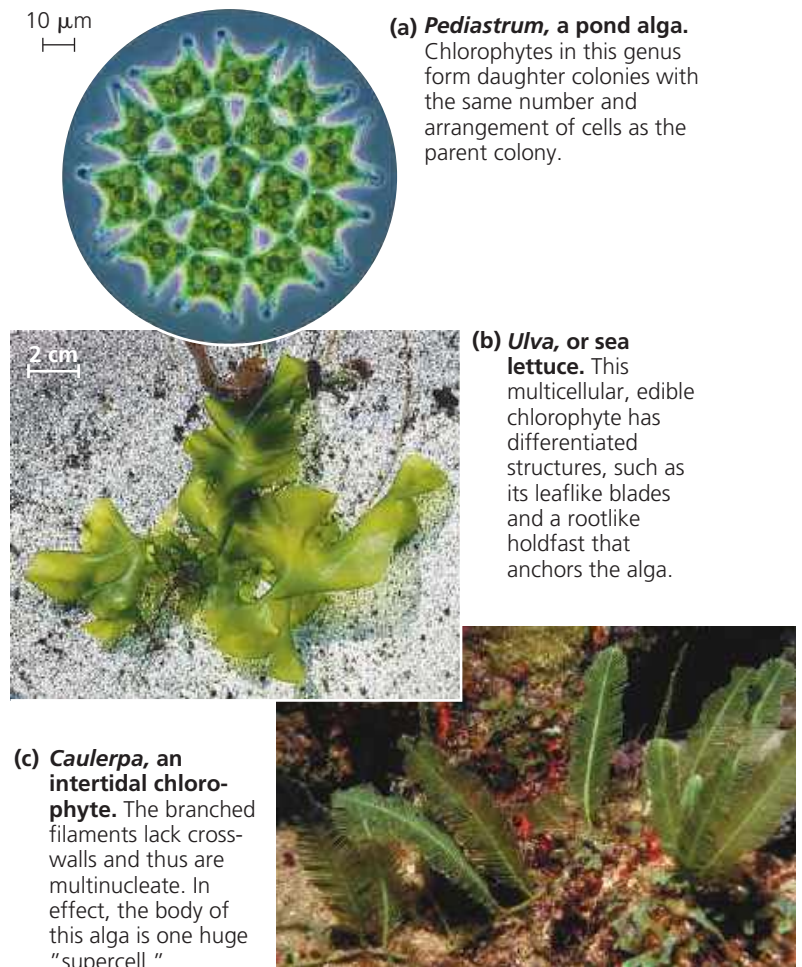 10 μm
(a) Pediastrum, a pond alga.
Chlorophytes in this genus
form daughter colonies with
the same number and
arrangement of cells as the
parent colony.
2 cm
(b) Ulva, or sea
lettuce. This
multicellular, edible
chlorophyte has
differentiated
structures, such as
its leaflike blades
and a rootlike
holdfast that
anchors the alga.
(c) Caulerpa, an
intertidal chloro-
phyte. The branched
filaments lack cross-
walls and thus are
multinucleate. In
effect, the body of
this alga is one huge
"supercell."